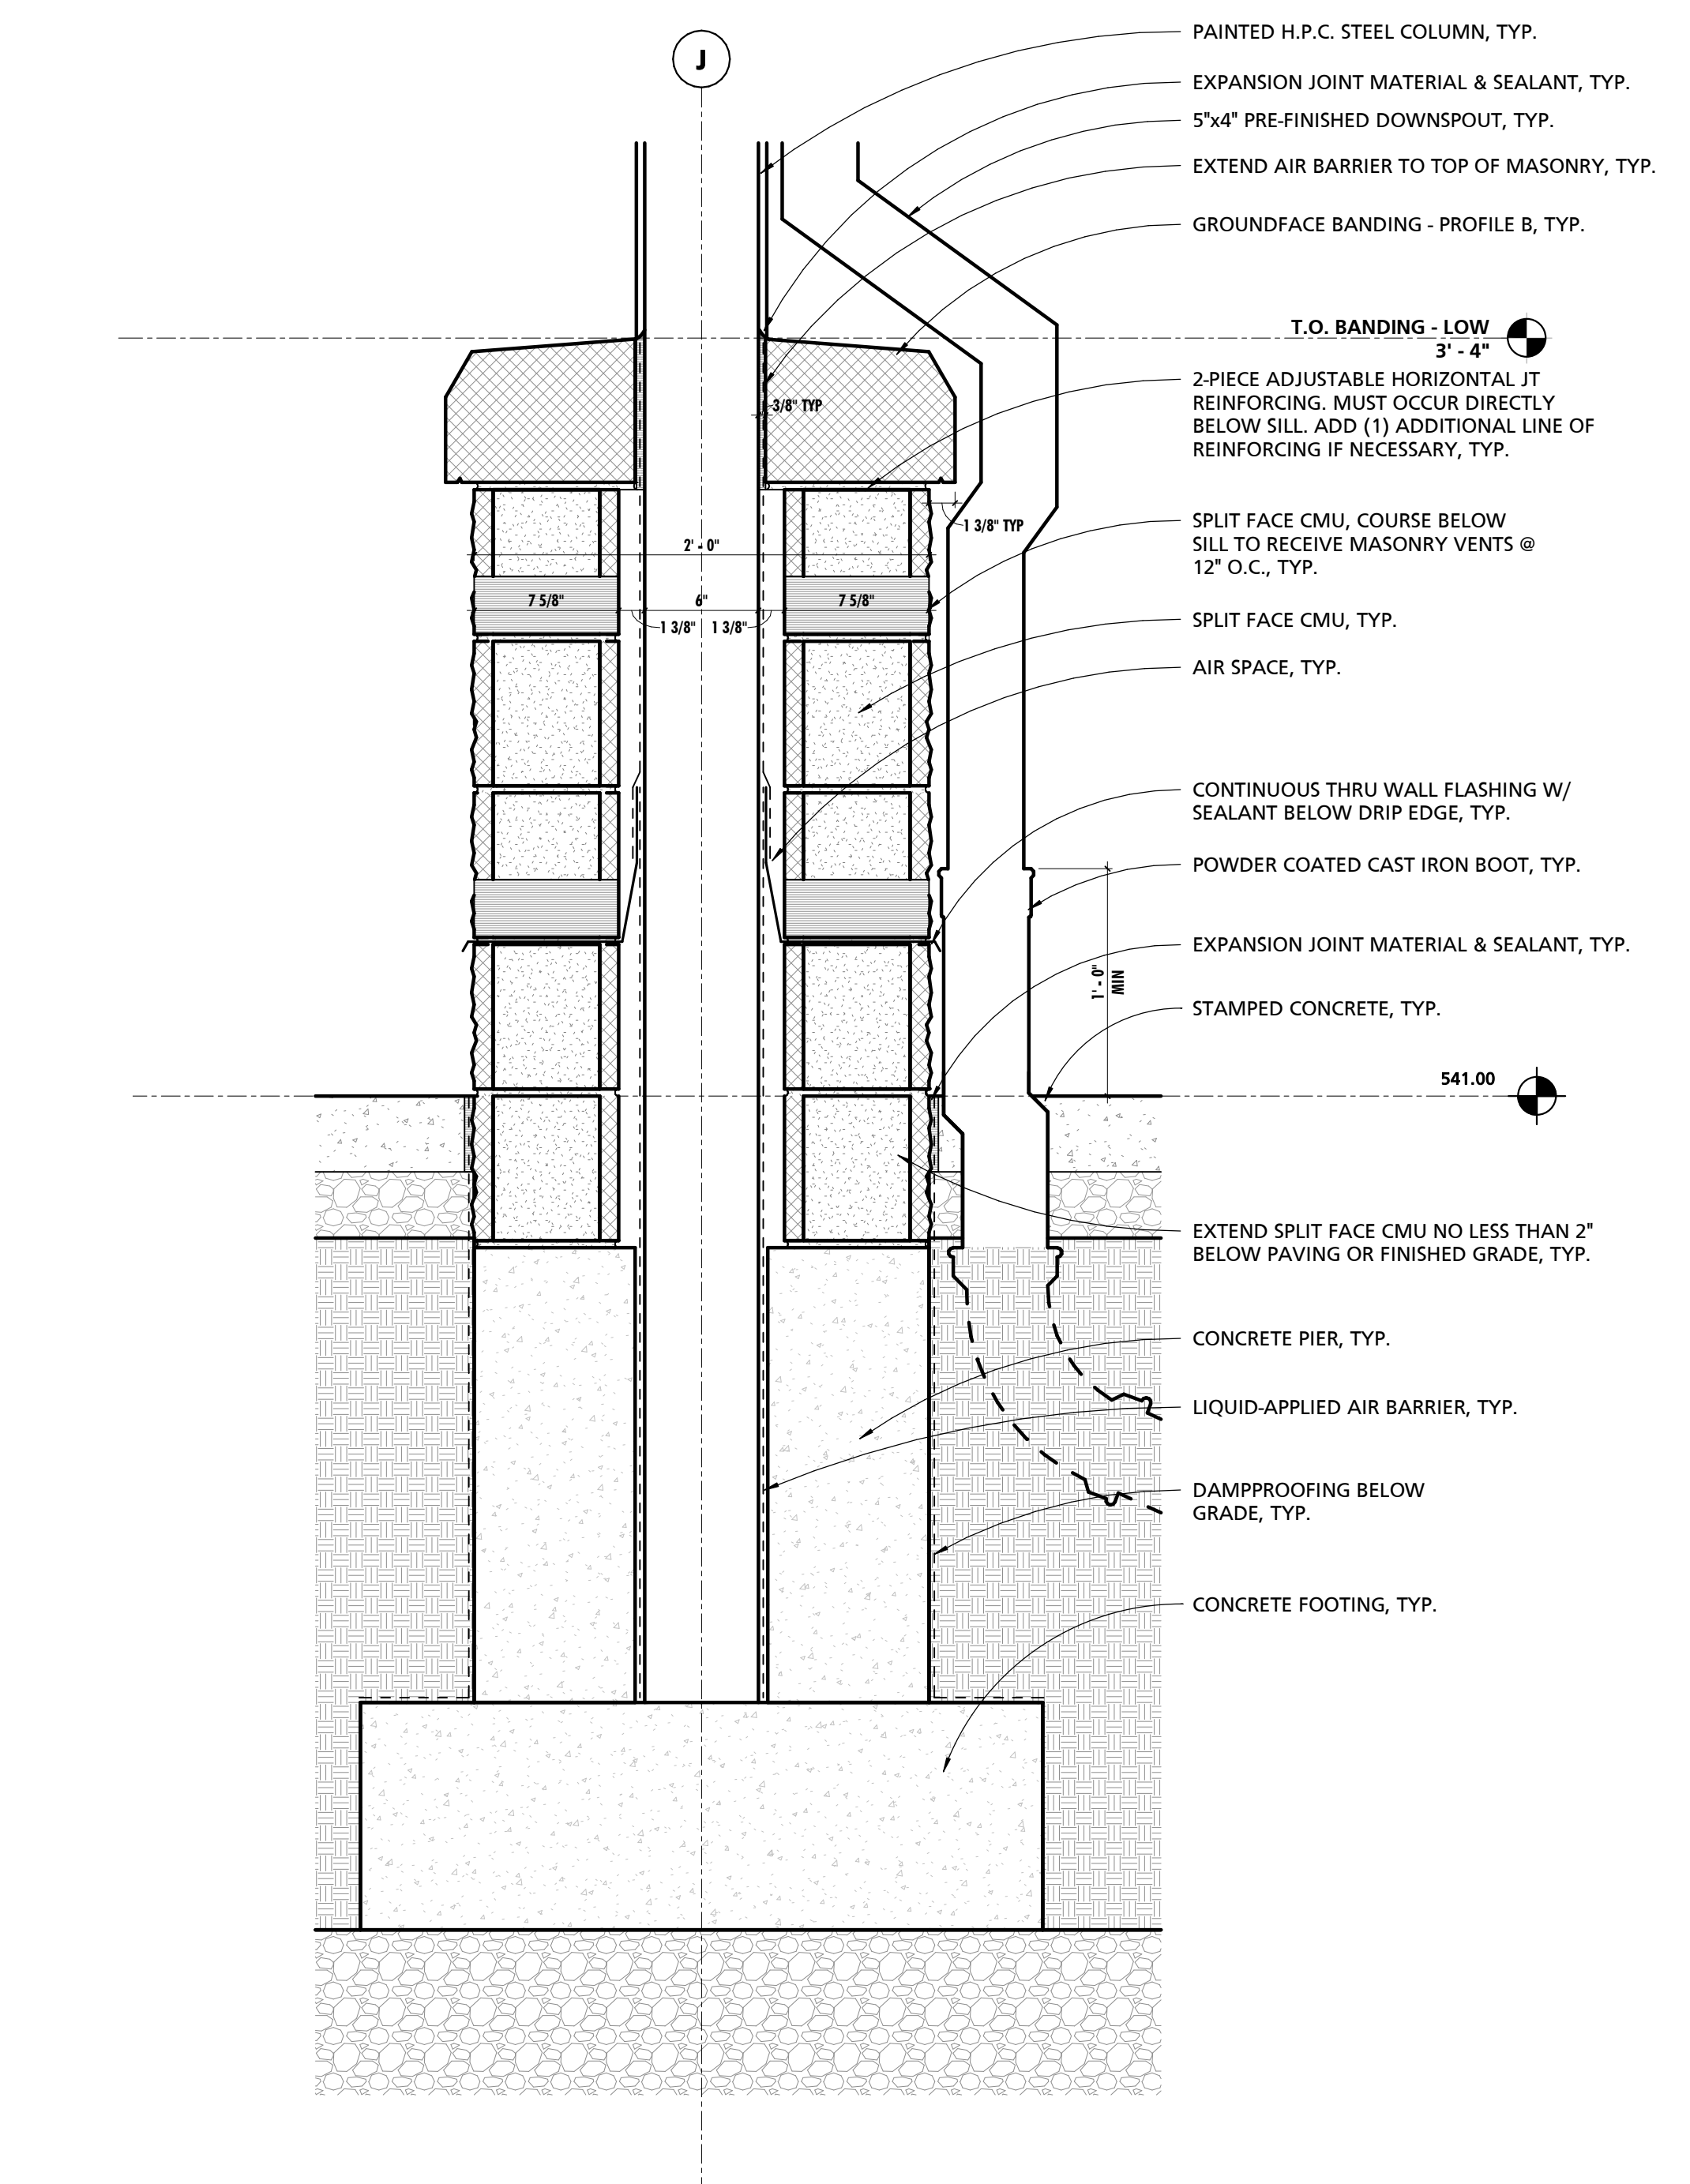 J
PAINTED H.P.C. STEEL COLUMN, TYP.
EXPANSION JOINT MATERIAL & SEALANT, TYP.
5"x4" PRE-FINISHED DOWNSPOUT, TYP.
EXTEND AIR BARRIER TO TOP OF MASONRY, TYP.
GROUNDFACE BANDING - PROFILE B, TYP.
T.O. BANDING - LOW
3' - 4"
2-PIECE ADJUSTABLE HORIZONTAL JT
REINFORCING. MUST OCCUR DIRECTLY
BELOW SILL. ADD (1) ADDITIONAL LINE OF
REINFORCING IF NECESSARY, TYP.
3/8" TYP
1 3/8" TYP
SPLIT FACE CMU, COURSE BELOW
SILL TO RECEIVE MASONRY VENTS @
12" O.C., TYP.
2' - 0"
7 5/8"
6"
7 5/8"
1 3/8"
1 3/8"
SPLIT FACE CMU, TYP.
AIR SPACE, TYP.
CONTINUOUS THRU WALL FLASHING W/
SEALANT BELOW DRIP EDGE, TYP.
POWDER COATED CAST IRON BOOT, TYP.
EXPANSION JOINT MATERIAL & SEALANT, TYP.
1' - 0"
MIN
STAMPED CONCRETE, TYP.
541.00
EXTEND SPLIT FACE CMU NO LESS THAN 2"
BELOW PAVING OR FINISHED GRADE, TYP.
CONCRETE PIER, TYP.
LIQUID-APPLIED AIR BARRIER, TYP.
DAMPPROOFING BELOW
GRADE, TYP.
CONCRETE FOOTING, TYP.